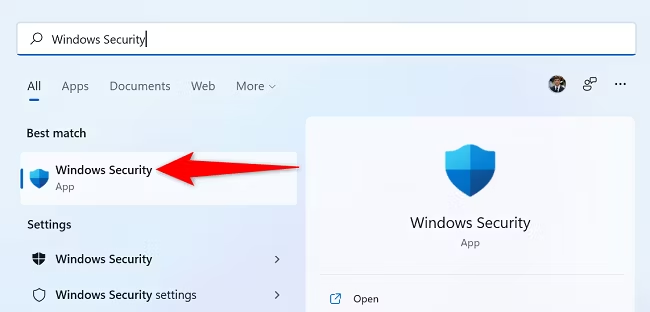 Windows Security
All Apps Documents Web More
Best match
Windows Security
App
Settings
Windows Security
Windows Security settings
Windows Security
App
Open